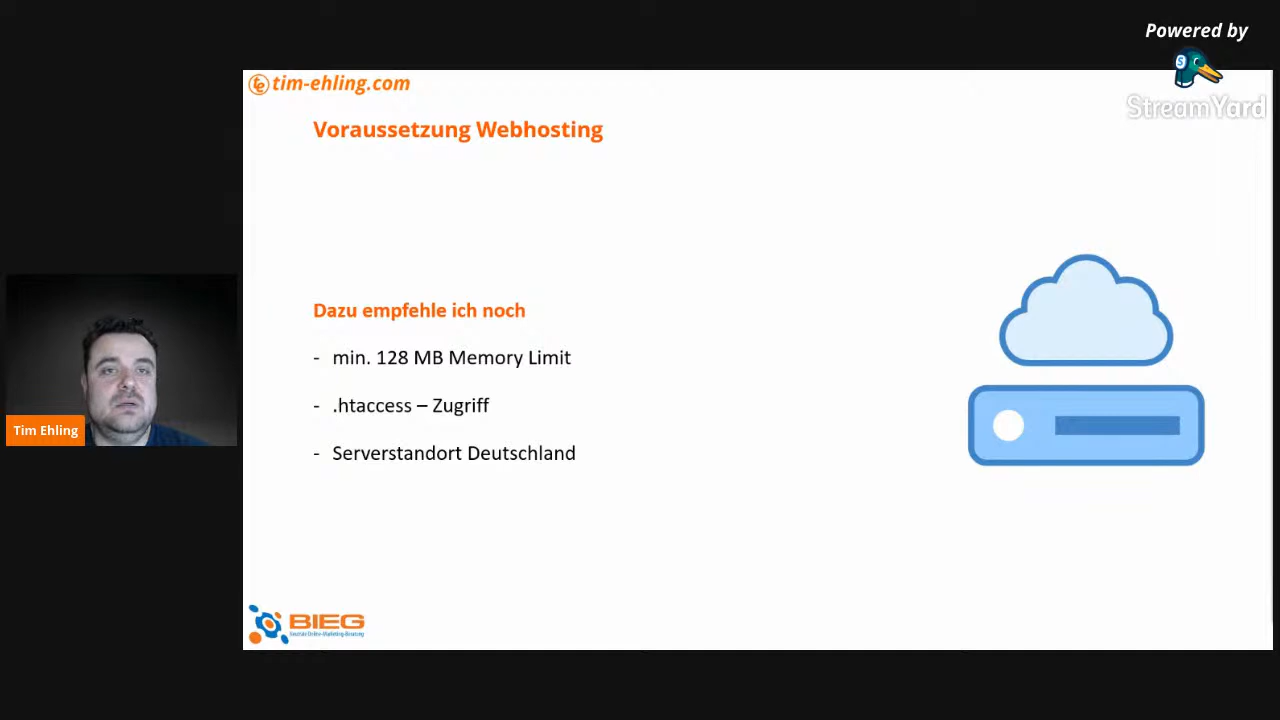 Powered by
StreamYard
tim-ehling.com
Voraussetzung Webhosting
Dazu empfehle ich noch
- min. 128 MB Memory Limit
- .htaccess – Zugriff
- Serverstandort Deutschland
Tim Ehling
BIEG